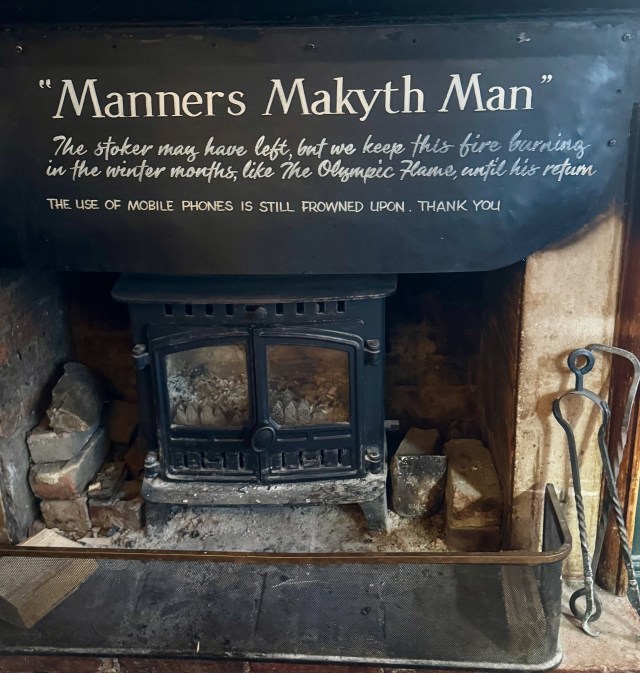 “Manners Makyth Man”
The stoker may have left, but we keep this fire burning
in the winter months, like The Olympic Flame, until his return
THE USE OF MOBILE PHONES IS STILL FROWNED UPON. THANK YOU